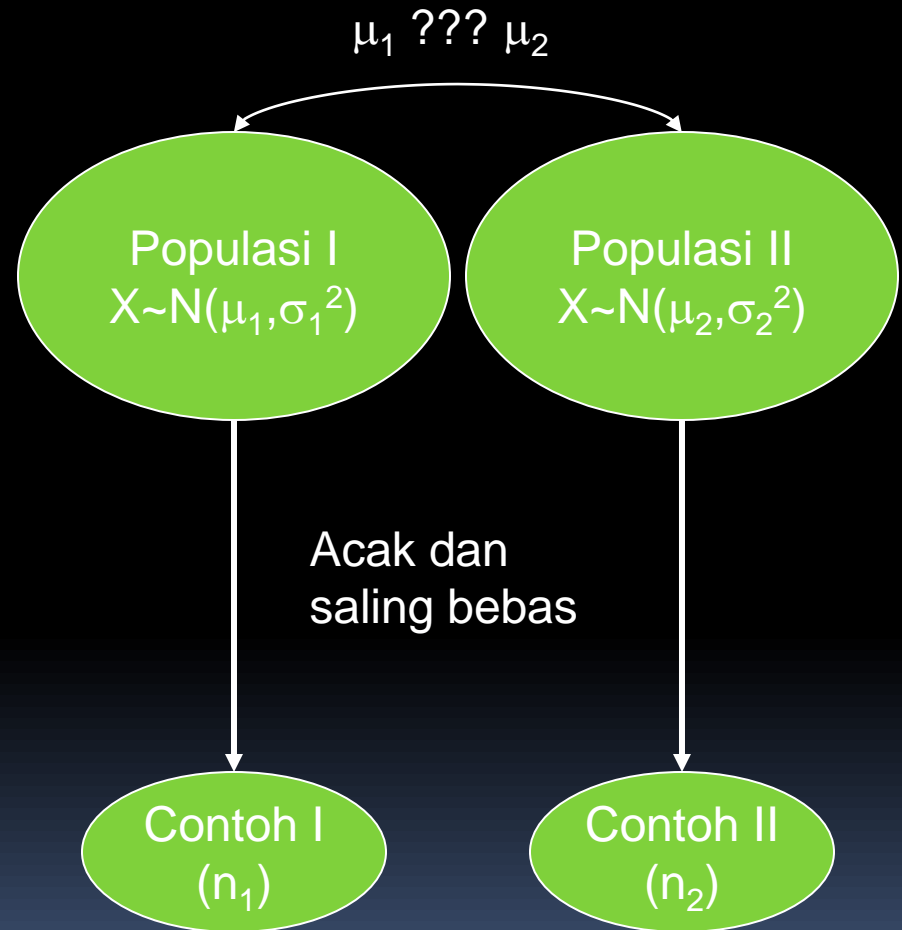 μ₁ ??? μ₂
Populasi I
X~N(μ₁,σ₁²)
Populasi II
X~N(μ₂,σ₂²)
Acak dan
saling bebas
Contoh I
(n₁)
Contoh II
(n₂)